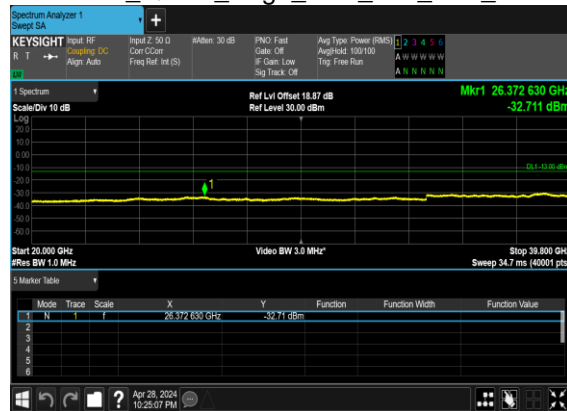 Spectrum Analyzer 1
Swept SA
+
KEYSIGHT
R T
LW
Input: RF
Coupling: DC
Align: Auto
Input Z: 50 Ω
Corr CCorr
Freq Ref: Int (S)
#Atten: 30 dB
PNO: Fast
Gate: Off
IF Gain: Low
Sig Track: Off
Avg Type: Power (RMS)
Avg|Hold: 100/100
Trig: Free Run
1 2 3 4 5 6
A W W W W W
A N N N N N
1 Spectrum
Scale/Div 10 dB
Ref Lvl Offset 18.87 dB
Ref Level 30.00 dBm
Mkr1 26.372 630 GHz
-32.711 dBm
Log
20.0
10.0
0.00
-10.0
-20.0
-30.0
-40.0
-50.0
-60.0
DL1 -13.00 dBm
1
Start 20.000 GHz
#Res BW 1.0 MHz
Video BW 3.0 MHz*
Stop 39.800 GHz
Sweep 34.7 ms (40001 pts)
5 Marker Table
Mode Trace Scale X Y Function Function Width Function Value
1 N 1 f 26.372 630 GHz -32.71 dBm
2
3
4
5
6
?
Apr 28, 2024
10:25:07 PM